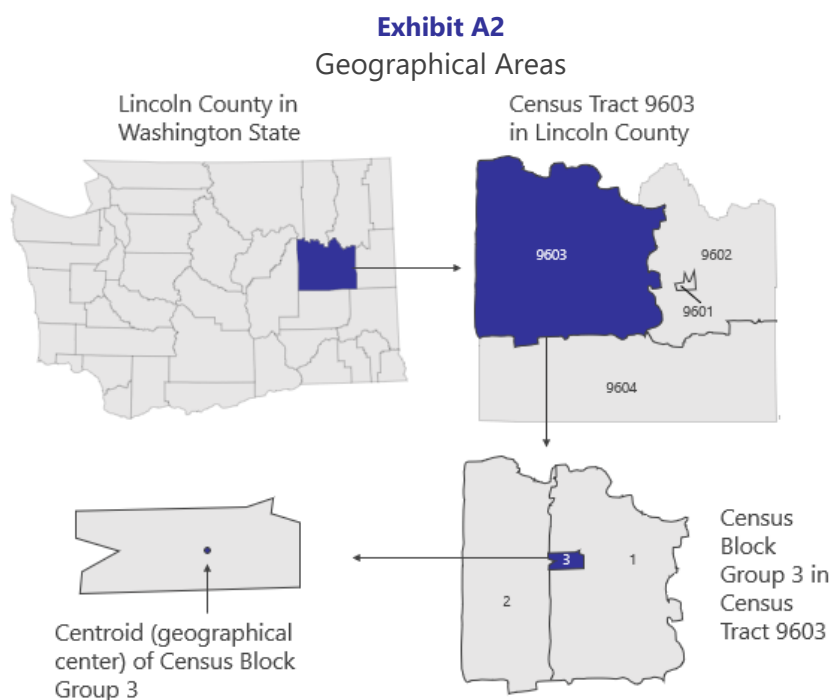 Exhibit A2
Geographical Areas
Lincoln County in
Washington State
Census Tract 9603
in Lincoln County
9603
9602
9601
9604
Census
Block
Group 3 in
Census
Tract 9603
3
1
2
Centroid (geographical
center) of Census Block
Group 3